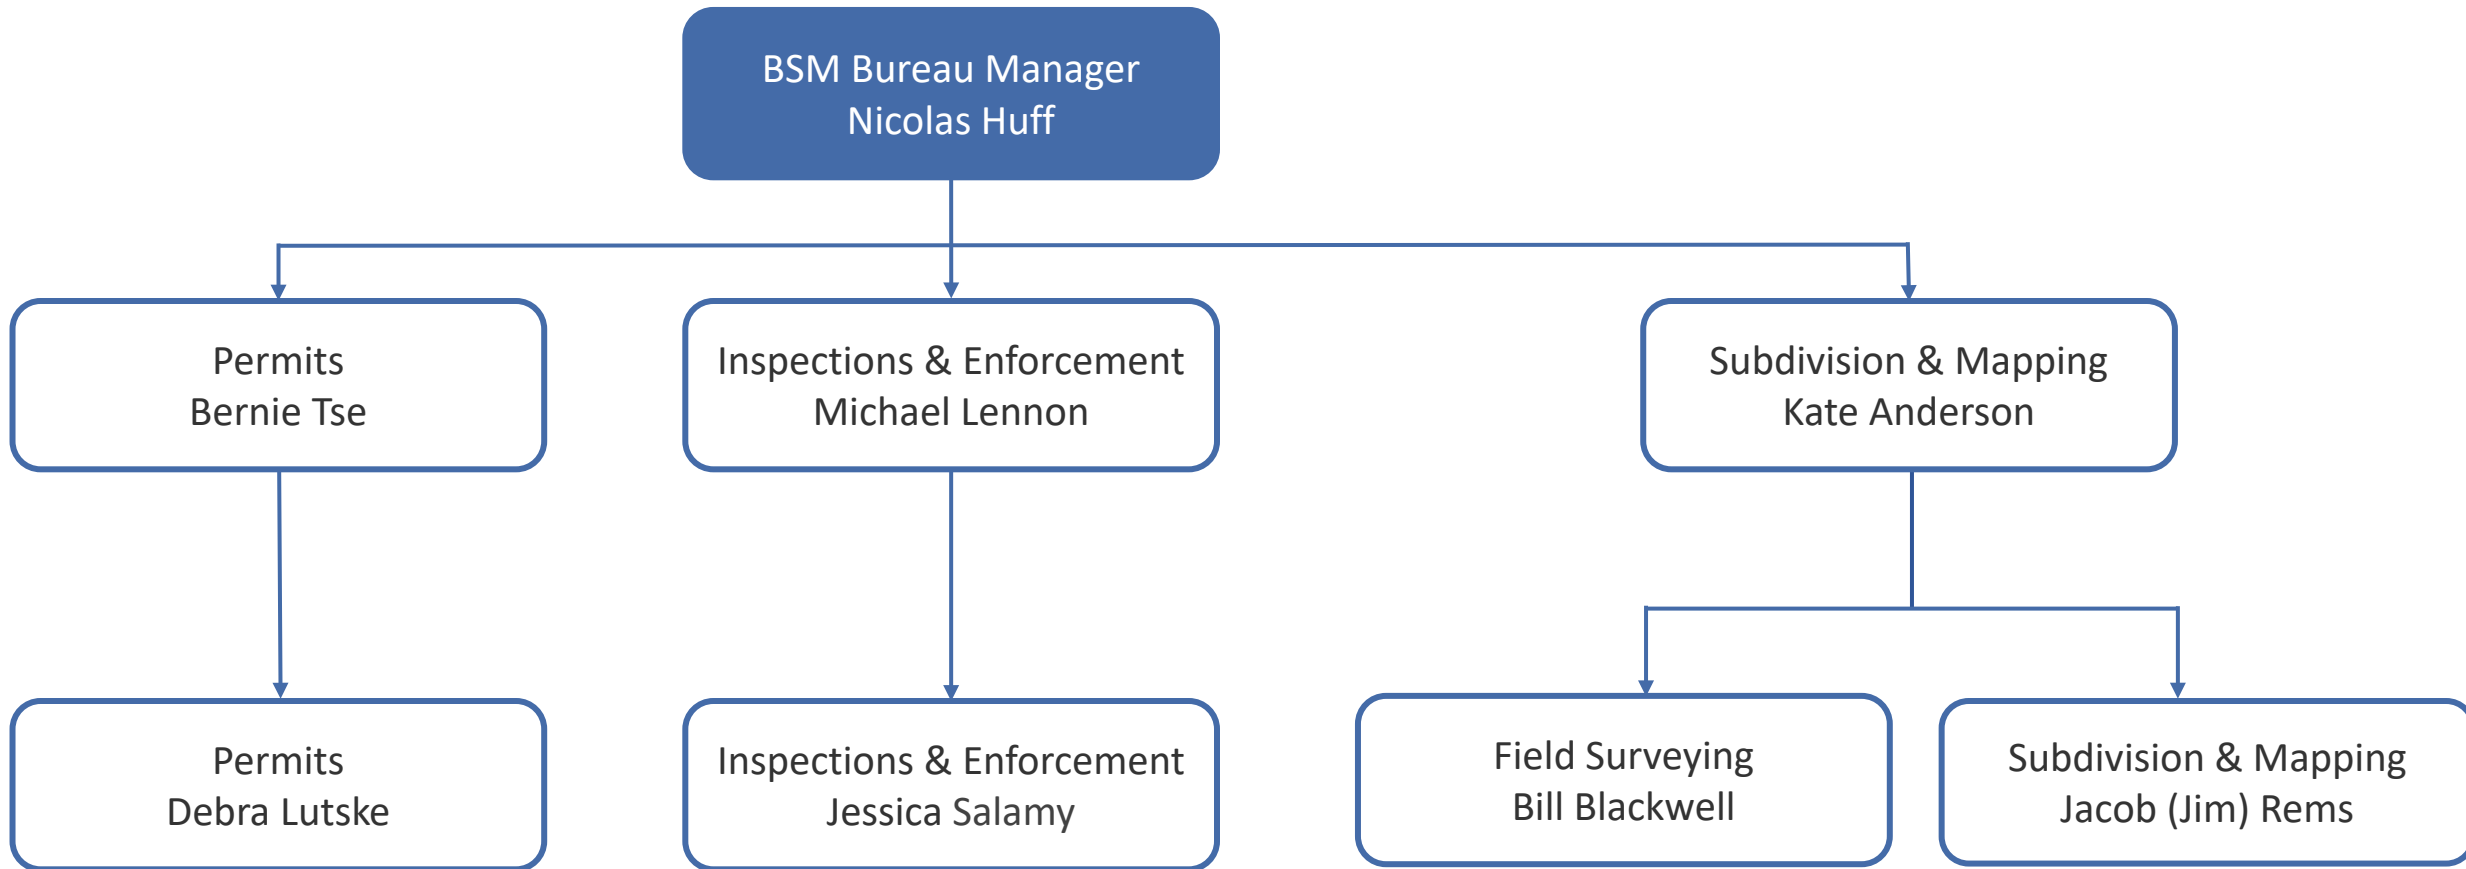 BSM Bureau Manager
Nicolas Huff
Permits
Bernie Tse
Inspections & Enforcement
Michael Lennon
Subdivision & Mapping
Kate Anderson
Permits
Debra Lutske
Inspections & Enforcement
Jessica Salamy
Field Surveying
Bill Blackwell
Subdivision & Mapping
Jacob (Jim) Rems